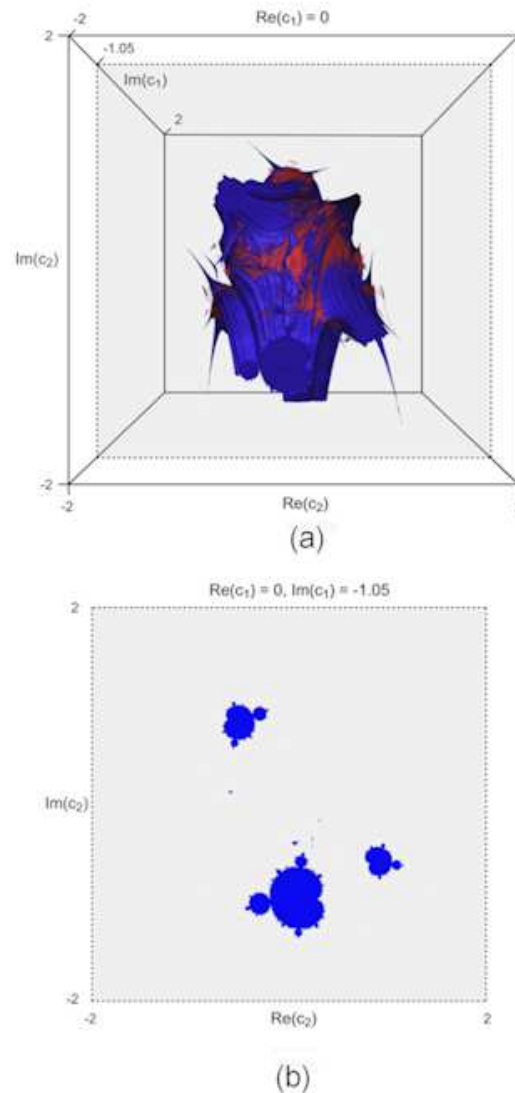 Re(c₁) = 0
-2
2
-1.05
Im(c₁)
2
Im(c₂)
-2
-2
Re(c₂)
(a)
Re(c₁) = 0, Im(c₁) = -1.05
2
Im(c₂)
-2
-2
Re(c₂)
2
(b)